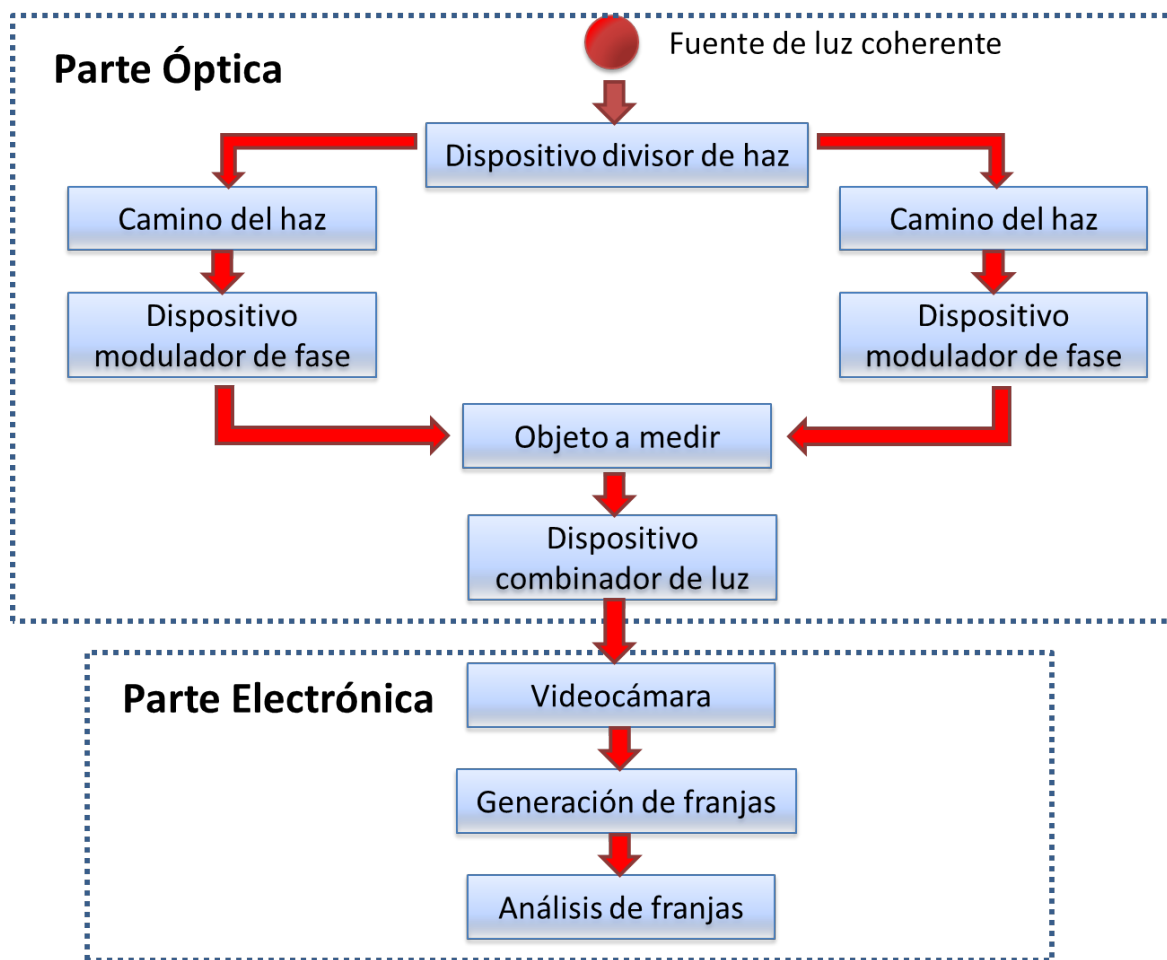 Fuente de luz coherente
Parte Óptica
Dispositivo divisor de haz
Camino del haz
Camino del haz
Dispositivo
modulador de fase
Dispositivo
modulador de fase
Objeto a medir
Dispositivo
combinador de luz
Parte Electrónica
Videocámara
Generación de franjas
Análisis de franjas